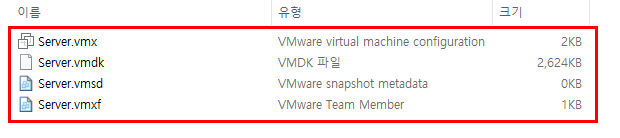 이름 유형 크기
Server.vmx VMware virtual machine configuration 2KB
Server.vmdk VMDK 파일 2,624KB
Server.vmsd VMware snapshot metadata 0KB
Server.vmxf VMware Team Member 1KB